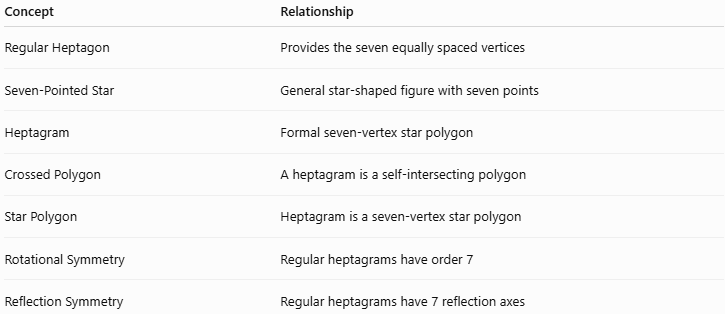 Concept Relationship
Regular Heptagon Provides the seven equally spaced vertices
Seven-Pointed Star General star-shaped figure with seven points
Heptagram Formal seven-vertex star polygon
Crossed Polygon A heptagram is a self-intersecting polygon
Star Polygon Heptagram is a seven-vertex star polygon
Rotational Symmetry Regular heptagrams have order 7
Reflection Symmetry Regular heptagrams have 7 reflection axes